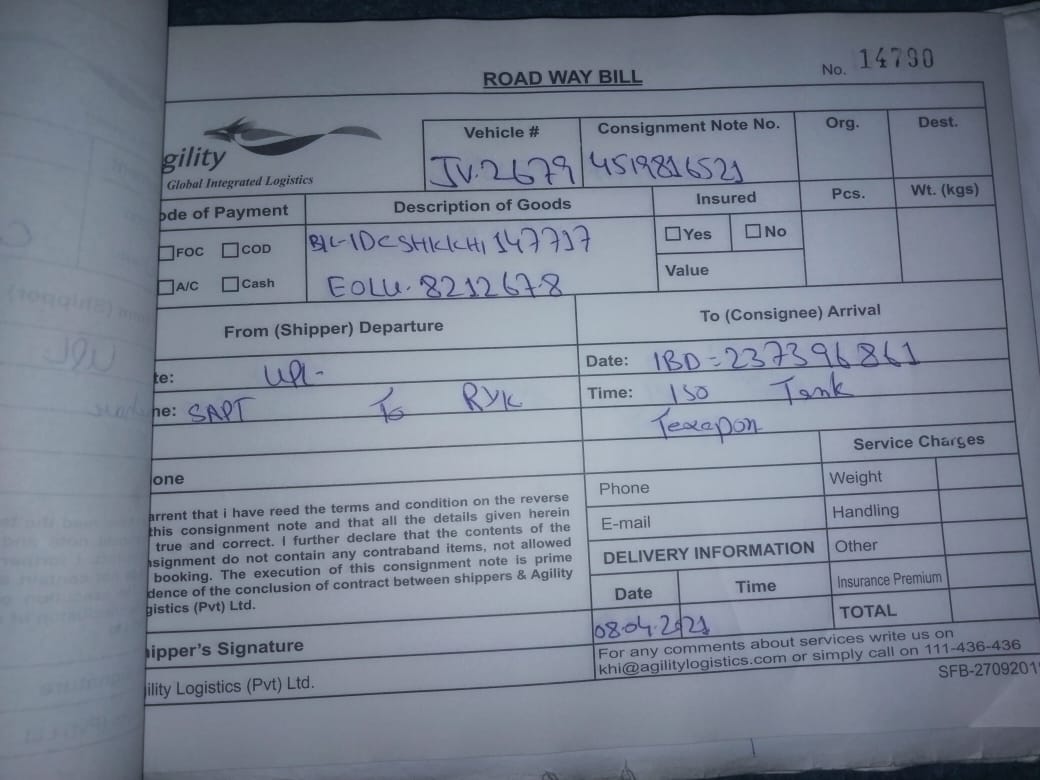 ROAD WAY BILL
No. 14790
gility
Global Integrated Logistics
Vehicle #
Consignment Note No.
Org.
Dest.
JV.2679
4519816521
ode of Payment
Description of Goods
Insured
Pcs.
Wt. (kgs)
FOC
COD
B/L-IDCSHKKHI 147737
Yes
No
A/C
Cash
EOLU. 8212678
Value
From (Shipper) Departure
To (Consignee) Arrival
te: UPL-
Date: IBD=237396861
me: SAPT To RYK
Time: ISO Tank
Texapon
one
Service Charges
Phone
Weight
E-mail
Handling
arrent that i have reed the terms and condition on the reverse
this consignment note and that all the details given herein
true and correct. I further declare that the contents of the
nsignment do not contain any contraband items, not allowed
booking. The execution of this consignment note is prime
dence of the conclusion of contract between shippers & Agility
gistics (Pvt) Ltd.
DELIVERY INFORMATION
Other
Date
Time
Insurance Premium
08.04.2021
TOTAL
hipper's Signature
For any comments about services write us on
khi@agilitylogistics.com or simply call on 111-436-436
ility Logistics (Pvt) Ltd.
SFB-2709201